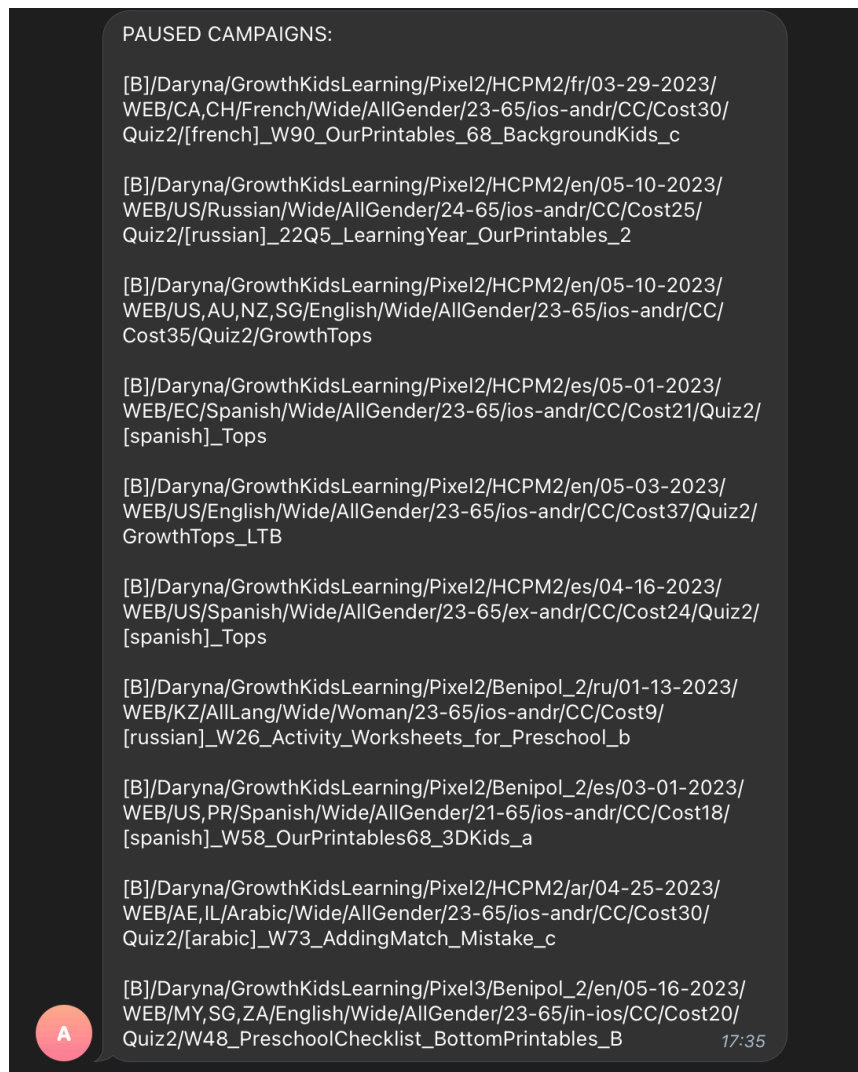 PAUSED CAMPAIGNS:
[B]/Daryna/GrowthKidsLearning/Pixel2/HCPM2/fr/03-29-2023/
WEB/CA,CH/French/Wide/AllGender/23-65/ios-andr/CC/Cost30/
Quiz2/[french]_W90_OurPrintables_68_BackgroundKids_c
[B]/Daryna/GrowthKidsLearning/Pixel2/HCPM2/en/05-10-2023/
WEB/US/Russian/Wide/AllGender/24-65/ios-andr/CC/Cost25/
Quiz2/[russian]_22Q5_LearningYear_OurPrintables_2
[B]/Daryna/GrowthKidsLearning/Pixel2/HCPM2/en/05-10-2023/
WEB/US,AU,NZ,SG/English/Wide/AllGender/23-65/ios-andr/CC/
Cost35/Quiz2/GrowthTops
[B]/Daryna/GrowthKidsLearning/Pixel2/HCPM2/es/05-01-2023/
WEB/EC/Spanish/Wide/AllGender/23-65/ios-andr/CC/Cost21/Quiz2/
[spanish]_Tops
[B]/Daryna/GrowthKidsLearning/Pixel2/HCPM2/en/05-03-2023/
WEB/US/English/Wide/AllGender/23-65/ios-andr/CC/Cost37/Quiz2/
GrowthTops_LTB
[B]/Daryna/GrowthKidsLearning/Pixel2/HCPM2/es/04-16-2023/
WEB/US/Spanish/Wide/AllGender/23-65/ex-andr/CC/Cost24/Quiz2/
[spanish]_Tops
[B]/Daryna/GrowthKidsLearning/Pixel2/Benipol_2/ru/01-13-2023/
WEB/KZ/AllLang/Wide/Woman/23-65/ios-andr/CC/Cost9/
[russian]_W26_Activity_Worksheets_for_Preschool_b
[B]/Daryna/GrowthKidsLearning/Pixel2/Benipol_2/es/03-01-2023/
WEB/US,PR/Spanish/Wide/AllGender/21-65/ios-andr/CC/Cost18/
[spanish]_W58_OurPrintables68_3DKids_a
[B]/Daryna/GrowthKidsLearning/Pixel2/HCPM2/ar/04-25-2023/
WEB/AE,IL/Arabic/Wide/AllGender/23-65/ios-andr/CC/Cost30/
Quiz2/[arabic]_W73_AddingMatch_Mistake_c
[B]/Daryna/GrowthKidsLearning/Pixel3/Benipol_2/en/05-16-2023/
WEB/MY,SG,ZA/English/Wide/AllGender/23-65/in-ios/CC/Cost20/
Quiz2/W48_PreschoolChecklist_BottomPrintables_B
17:35
A